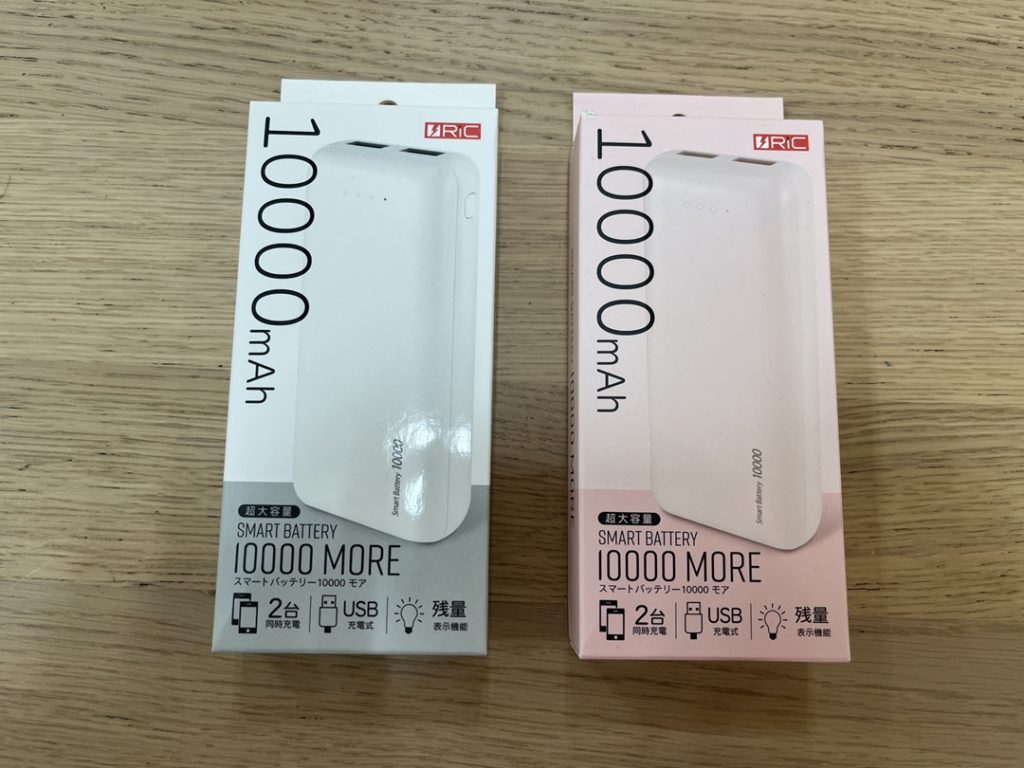 RiC
10000mAh
Smart Battery 10000
超大容量
SMART BATTERY
10000 MORE
スマートバッテリー10000 モア
2台
同時充電
USB
充電式
残量
表示機能
RiC
10000mAh
Smart Battery 10000
超大容量
SMART BATTERY
10000 MORE
スマートバッテリー10000 モア
2台
同時充電
USB
充電式
残量
表示機能